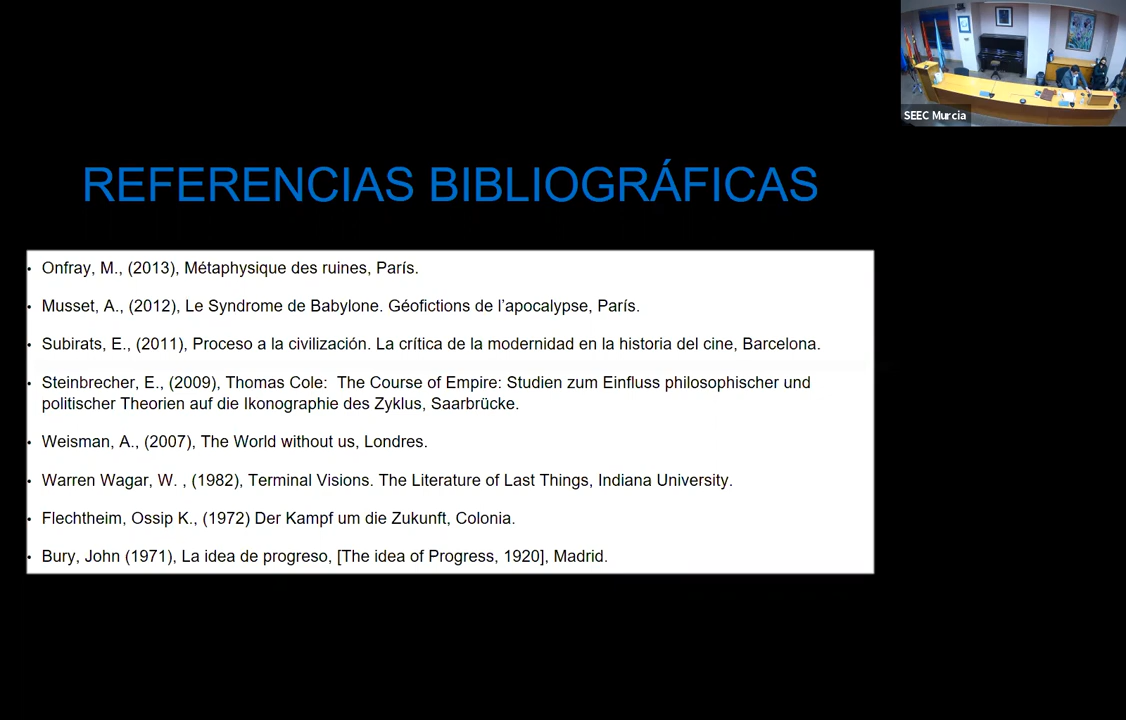 SEEC Murcia
REFERENCIAS BIBLIOGRÁFICAS
• Onfray, M., (2013), Métaphysique des ruines, París.
• Musset, A., (2012), Le Syndrome de Babylone. Géofictions de l’apocalypse, París.
• Subirats, E., (2011), Proceso a la civilización. La crítica de la modernidad en la historia del cine, Barcelona.
• Steinbrecher, E., (2009), Thomas Cole:  The Course of Empire: Studien zum Einfluss philosophischer und
politischer Theorien auf die Ikonographie des Zyklus, Saarbrücke.
• Weisman, A., (2007), The World without us, Londres.
• Warren Wagar, W. , (1982), Terminal Visions. The Literature of Last Things, Indiana University.
• Flechtheim, Ossip K., (1972) Der Kampf um die Zukunft, Colonia.
• Bury, John (1971), La idea de progreso, [The idea of Progress, 1920], Madrid.